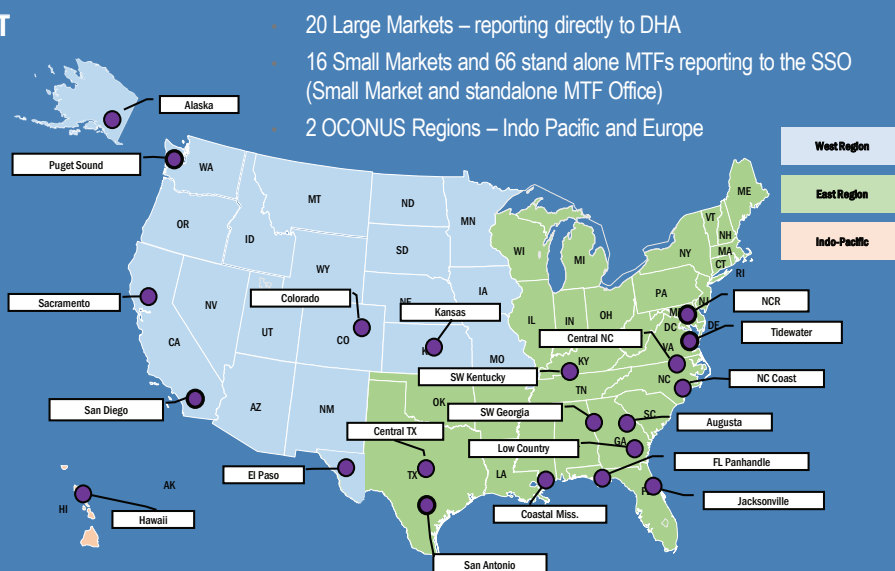 T
20 Large Markets – reporting directly to DHA
16 Small Markets and 66 stand alone MTFs reporting to the SSO
(Small Market and standalone MTF Office)
2 OCONUS Regions – Indo Pacific and Europe
West Region
East Region
Indo-Pacific
Alaska
Puget Sound
WA
MT
ND
MN
ME
OR
ID
SD
WI
MI
VT
NH
NY
MA
CT
RI
WY
IA
PA
NJ
Sacramento
NV
Colorado
NE
Kansas
IL
IN
OH
NCR
UT
CO
DC
DE
Tidewater
CA
MO
Central NC
VA
KY
SW Kentucky
TN
NC
NC Coast
San Diego
AZ
NM
OK
SW Georgia
SC
Augusta
Central TX
GA
Low Country
El Paso
TX
LA
FL Panhandle
AK
HI
Hawaii
Coastal Miss.
Jacksonville
San Antonio